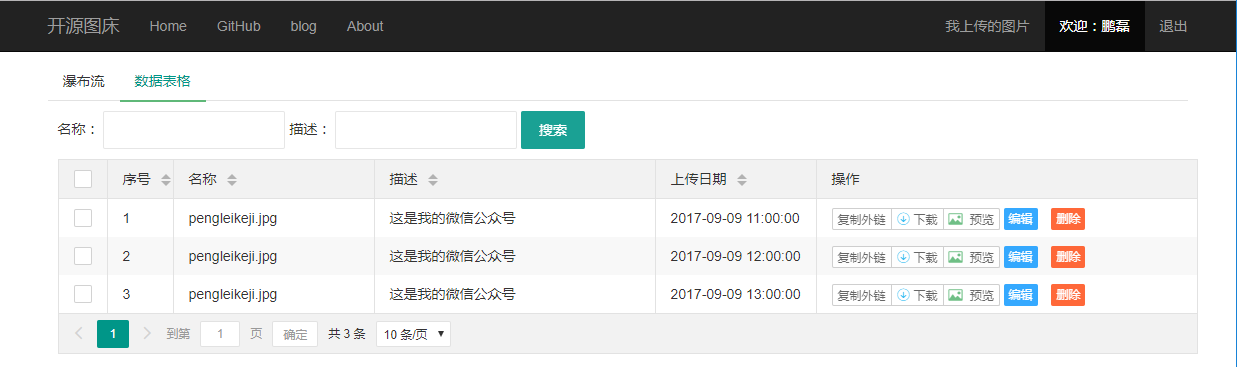 开源图床 Home GitHub blog About 我上传的图片 欢迎：鹏磊 退出
瀑布流 数据表格
名称： 描述： 搜索
序号 名称 描述 上传日期 操作
1 pengleikeji.jpg 这是我的微信公众号 2017-09-09 11:00:00 复制外链 下载 预览 编辑 删除
2 pengleikeji.jpg 这是我的微信公众号 2017-09-09 12:00:00 复制外链 下载 预览 编辑 删除
3 pengleikeji.jpg 这是我的微信公众号 2017-09-09 13:00:00 复制外链 下载 预览 编辑 删除
1 到第 1 页 确定 共 3 条 10 条/页